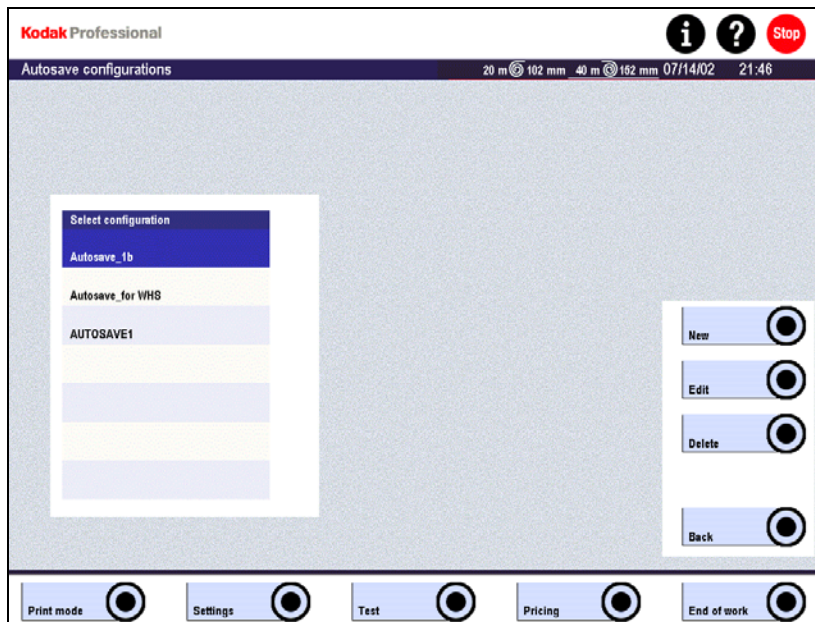 Kodak Professional
i ? Stop
Autosave configurations 20 m 102 mm 40 m 152 mm 07/14/02 21:46
Select configuration
Autosave_1b
Autosave_for WHS
AUTOSAVE1
New
Edit
Delete
Back
Print mode Settings Test Pricing End of work